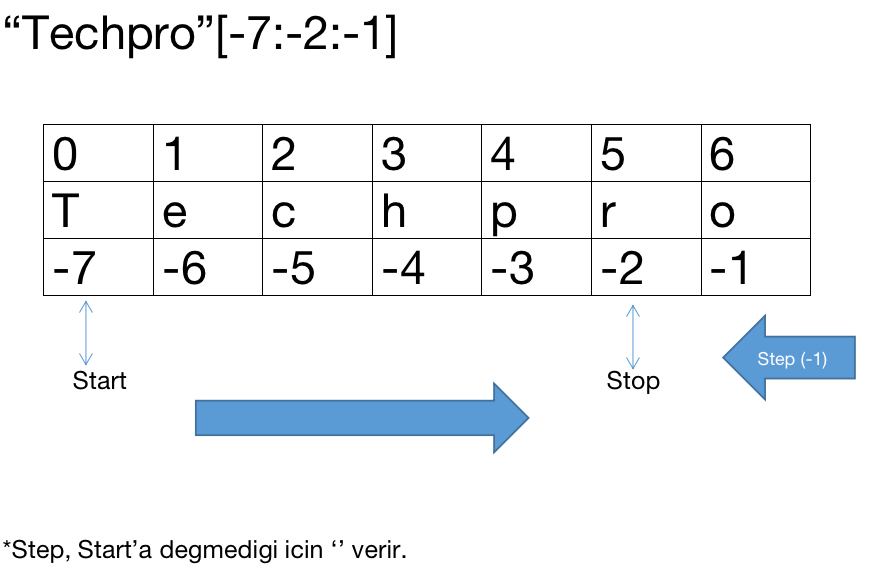 “Techpro”[-7:-2:-1]
0 1 2 3 4 5 6
T e c h p r o
-7 -6 -5 -4 -3 -2 -1
Step (-1)
Start Stop
*Step, Start’a degmedigi icin ‘’ verir.